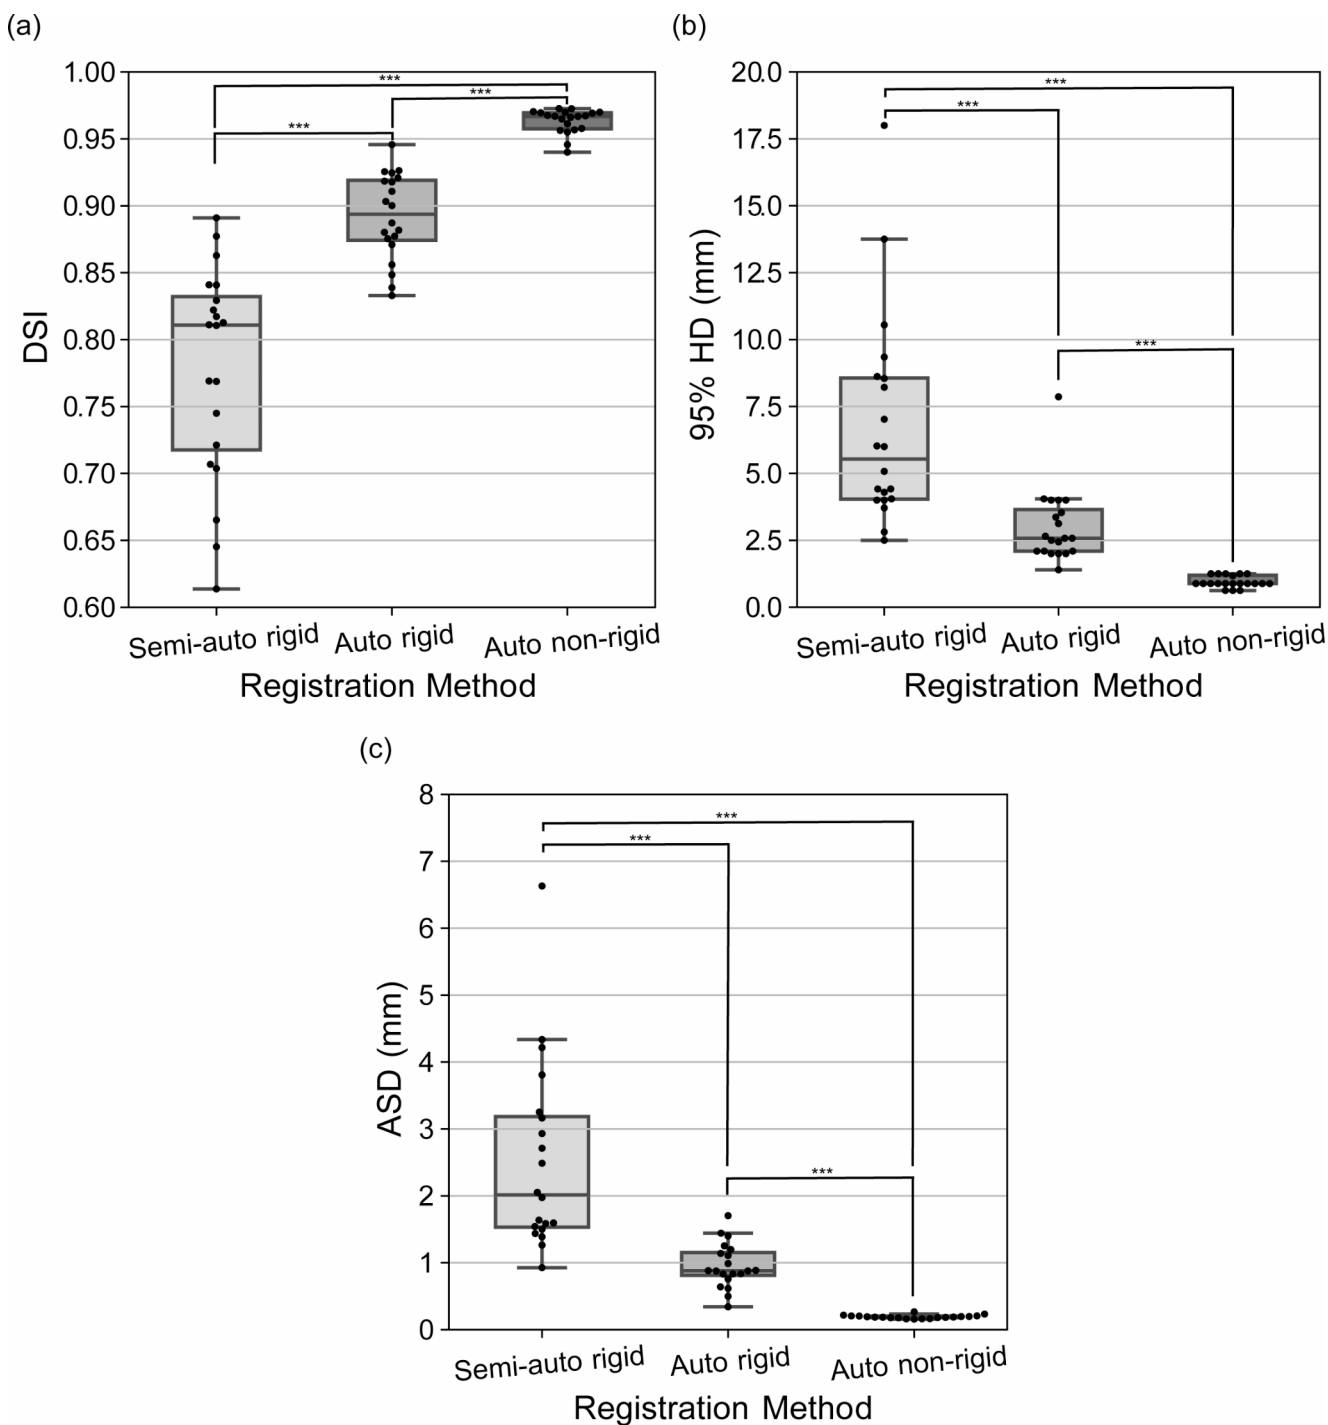 (a)
DSI
1.00
0.95
0.90
0.85
0.80
0.75
0.70
0.65
0.60
***
***
***
Semi-auto rigid
Auto rigid
Auto non-rigid
Registration Method
(b)
95% HD (mm)
20.0
17.5
15.0
12.5
10.0
7.5
5.0
2.5
0.0
***
***
***
Semi-auto rigid
Auto rigid
Auto non-rigid
Registration Method
(c)
ASD (mm)
8
7
6
5
4
3
2
1
0
***
***
***
Semi-auto rigid
Auto rigid
Auto non-rigid
Registration Method